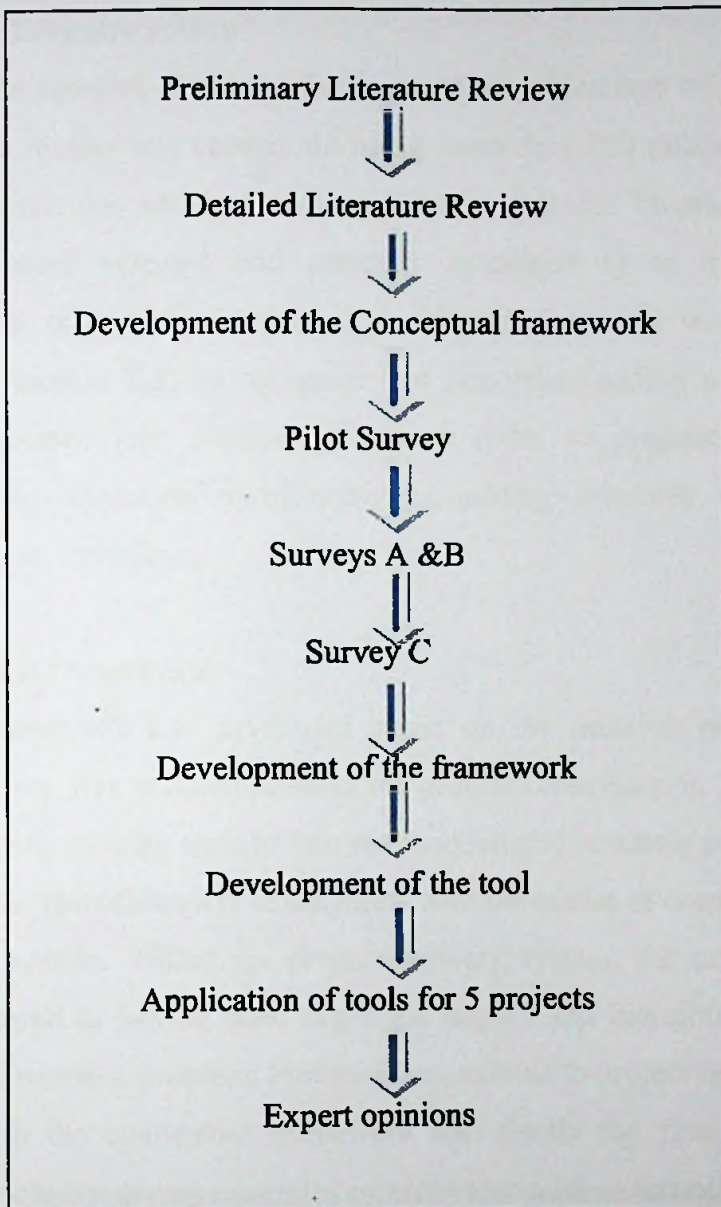 Preliminary Literature Review
Detailed Literature Review
Development of the Conceptual framework
Pilot Survey
Surveys A &B
Survey C
Development of the framework
Development of the tool
Application of tools for 5 projects
Expert opinions